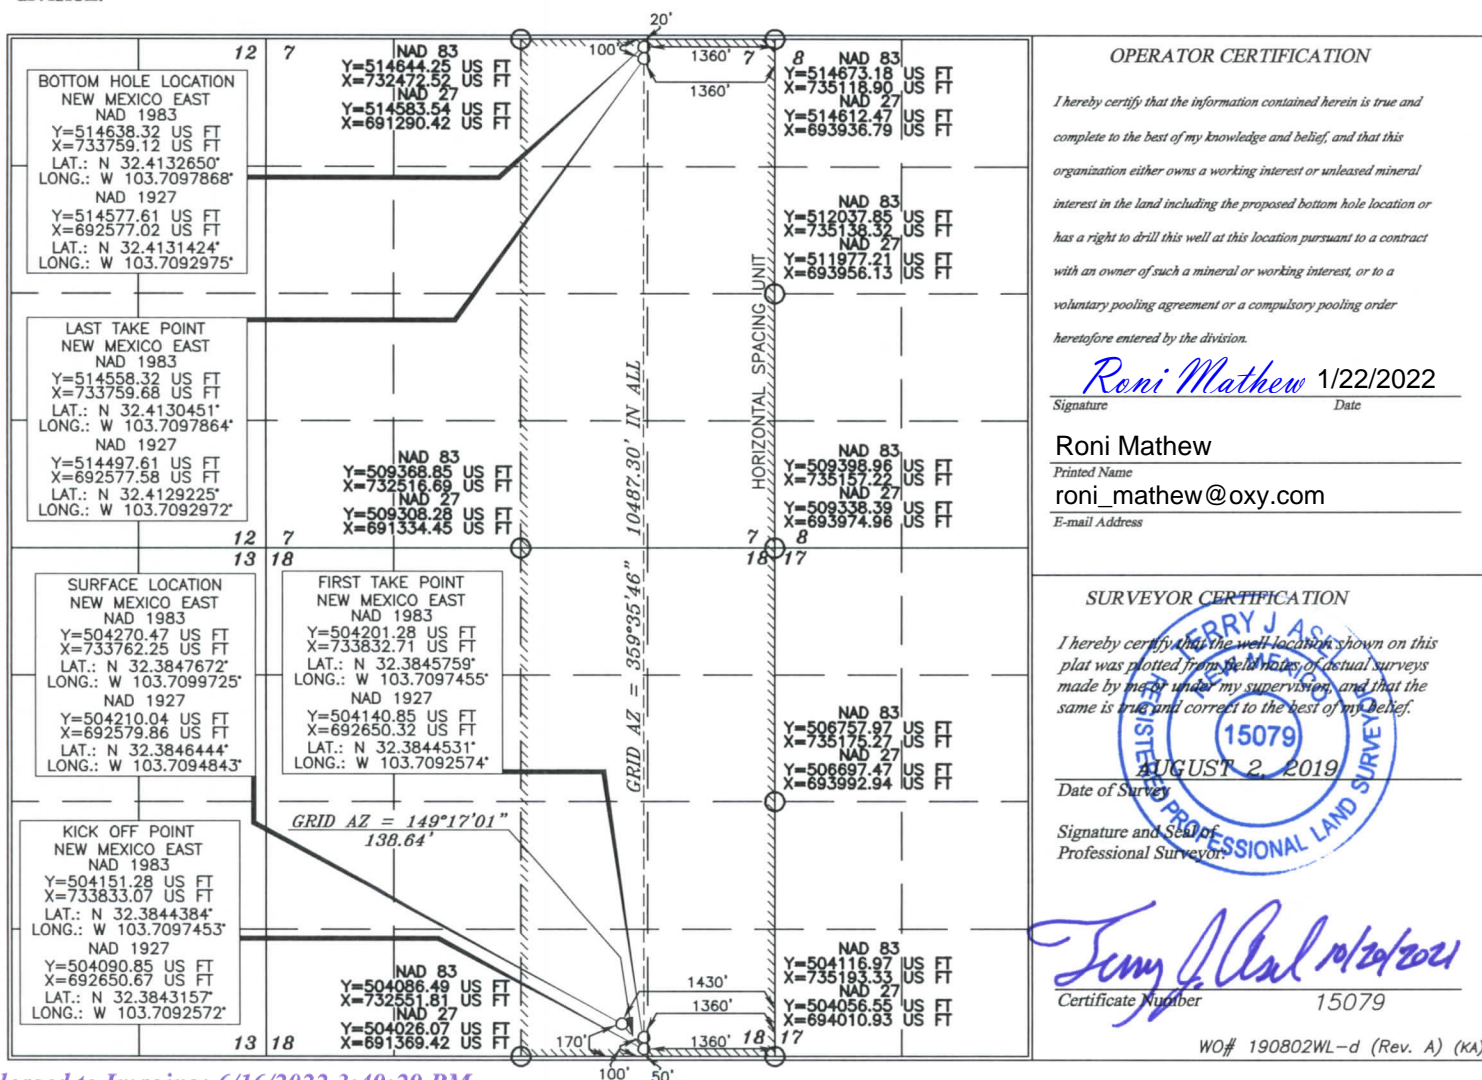 20'
12 7
BOTTOM HOLE LOCATION
NEW MEXICO EAST
NAD 1983
Y=514638.32 US FT
X=733759.12 US FT
LAT.: N 32.4132650°
LONG.: W 103.7097868°
NAD 1927
Y=514577.61 US FT
X=692577.02 US FT
LAT.: N 32.4131424°
LONG.: W 103.7092975°
NAD 83
Y=514644.25 US FT
X=732472.52 US FT
NAD 27
Y=514583.54 US FT
X=691290.42 US FT
100'
1360'
1360'
7 8
NAD 83
Y=514673.18 US FT
X=735118.90 US FT
NAD 27
Y=514612.47 US FT
X=693936.79 US FT
NAD 83
Y=512037.85 US FT
X=735138.32 US FT
NAD 27
Y=511977.21 US FT
X=693956.13 US FT
LAST TAKE POINT
NEW MEXICO EAST
NAD 1983
Y=514558.32 US FT
X=733759.68 US FT
LAT.: N 32.4130451°
LONG.: W 103.7097864°
NAD 1927
Y=514497.61 US FT
X=692577.58 US FT
LAT.: N 32.4129225°
LONG.: W 103.7092972°
NAD 83
Y=509368.85 US FT
X=732516.69 US FT
NAD 27
Y=509308.28 US FT
X=691334.45 US FT
GRID AZ = 359°35'46" 10487.30' IN ALL
HORIZONTAL SPACING UNIT
NAD 83
Y=509398.96 US FT
X=735157.22 US FT
NAD 27
Y=509338.39 US FT
X=693974.96 US FT
12 7
13 18
7 8
18 17
SURFACE LOCATION
NEW MEXICO EAST
NAD 1983
Y=504270.47 US FT
X=733762.25 US FT
LAT.: N 32.3847672°
LONG.: W 103.7099725°
NAD 1927
Y=504210.04 US FT
X=692579.86 US FT
LAT.: N 32.3846444°
LONG.: W 103.7094843°
FIRST TAKE POINT
NEW MEXICO EAST
NAD 1983
Y=504201.28 US FT
X=733832.71 US FT
LAT.: N 32.3845759°
LONG.: W 103.7097455°
NAD 1927
Y=504140.85 US FT
X=692650.32 US FT
LAT.: N 32.3844531°
LONG.: W 103.7092574°
NAD 83
Y=506757.97 US FT
X=735175.27 US FT
NAD 27
Y=506697.47 US FT
X=693992.94 US FT
GRID AZ = 149°17'01"
138.64'
KICK OFF POINT
NEW MEXICO EAST
NAD 1983
Y=504151.28 US FT
X=733833.07 US FT
LAT.: N 32.3844384°
LONG.: W 103.7097453°
NAD 1927
Y=504090.85 US FT
X=692650.67 US FT
LAT.: N 32.3843157°
LONG.: W 103.7092572°
NAD 83
Y=504086.49 US FT
X=732551.81 US FT
NAD 27
Y=504026.07 US FT
X=691369.42 US FT
1430'
1360'
1360'
170'
100'
50'
NAD 83
Y=504116.97 US FT
X=735193.33 US FT
NAD 27
Y=504056.55 US FT
X=694010.93 US FT
13 18
18 17
OPERATOR CERTIFICATION
I hereby certify that the information contained herein is true and
complete to the best of my knowledge and belief, and that this
organization either owns a working interest or unleased mineral
interest in the land including the proposed bottom hole location or
has a right to drill this well at this location pursuant to a contract
with an owner of such a mineral or working interest, or to a
voluntary pooling agreement or a compulsory pooling order
heretofore entered by the division.
Roni Mathew 1/22/2022
Signature Date
Roni Mathew
Printed Name
roni_mathew@oxy.com
E-mail Address
SURVEYOR CERTIFICATION
I hereby certify that the well location shown on this
plat was plotted from field notes of actual surveys
made by me or under my supervision, and that the
same is true and correct to the best of my belief.
TERRY J ASEL
NEW MEXICO
15079
REGISTERED PROFESSIONAL LAND SURVEYOR
AUGUST 2, 2019
Date of Survey
Signature and Seal of
Professional Surveyor:
Terry J. Asel 10/20/2021
Certificate Number 15079
WO# 190802WL-d (Rev. A) (KA)
6/16/2022 3:49:29 PM